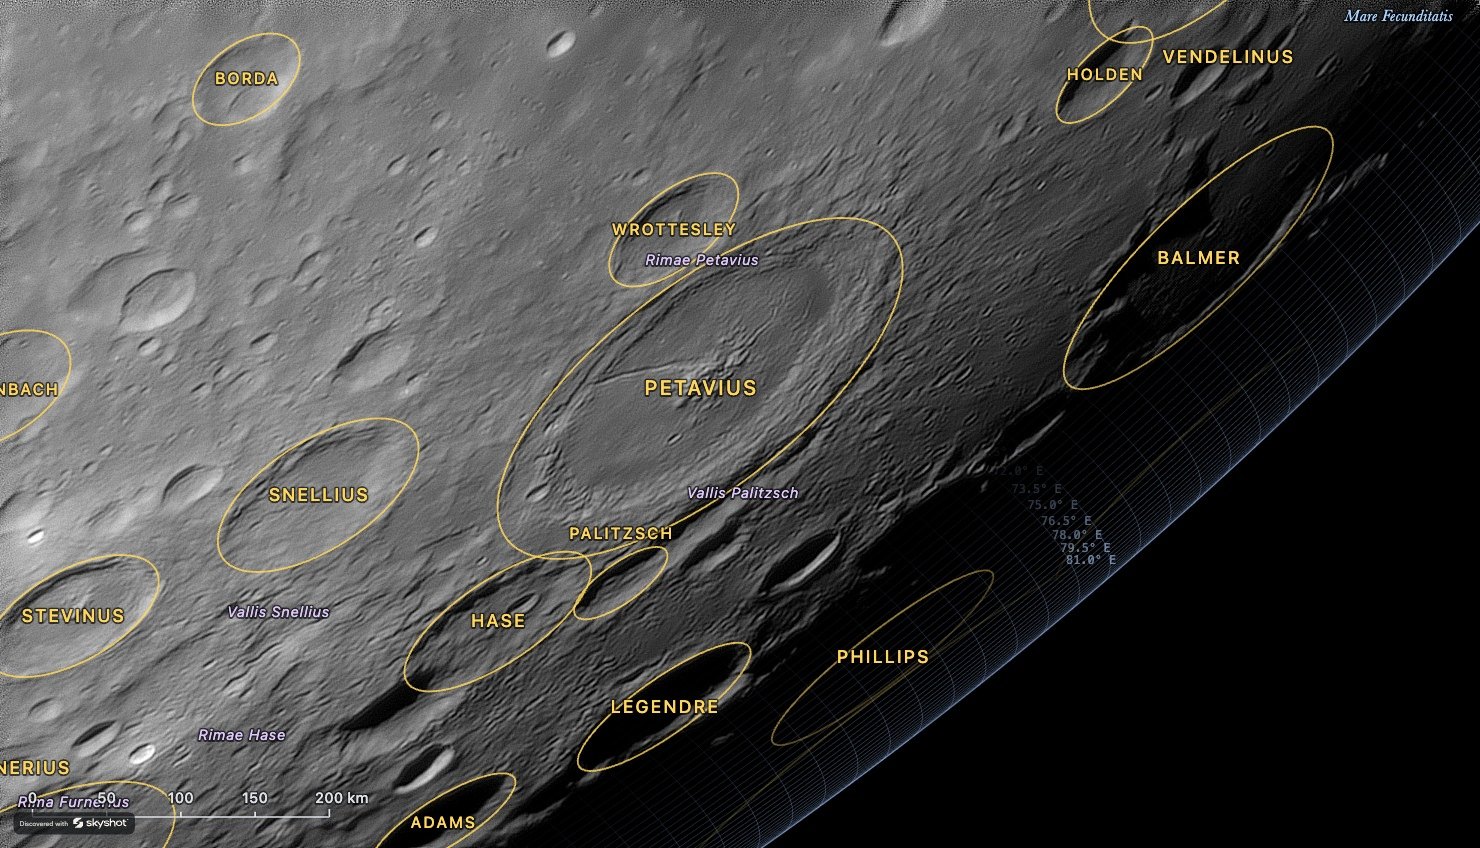 Mare Fecunditatis
VENDELINUS
HOLDEN
BORDA
WROTTESLEY
Rimae Petavius
BALMER
PETAVIUS
NBACH
SNELLIUS
Vallis Palitzsch
73.5° E
75.0° E
76.5° E
78.0° E
79.5° E
81.0° E
PALITZSCH
STEVINUS
Vallis Snellius
HASE
PHILLIPS
LEGENDRE
Rimae Hase
NERIUS
Rima Furnerius
0 50 100 150 200 km
Discovered with skyshot
ADAMS